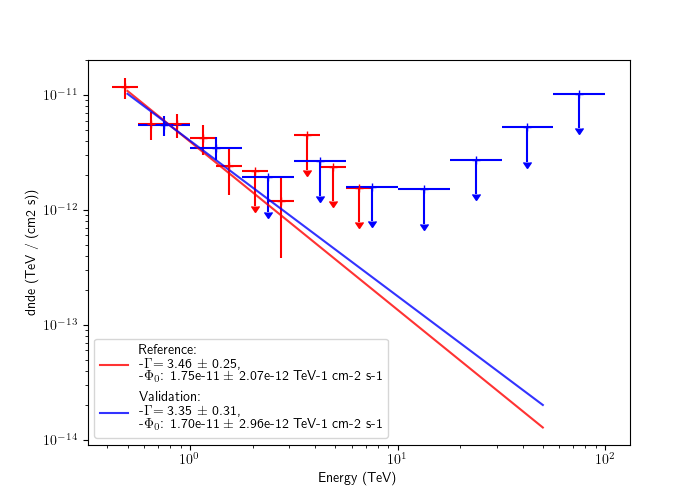 10⁻¹¹
10⁻¹²
10⁻¹³
10⁻¹⁴
dnde (TeV / (cm2 s))
Reference:
-Γ= 3.46 ± 0.25,
-Φ₀: 1.75e-11 ± 2.07e-12 TeV-1 cm-2 s-1
Validation:
-Γ= 3.35 ± 0.31,
-Φ₀: 1.70e-11 ± 2.96e-12 TeV-1 cm-2 s-1
10⁰ 10¹ 10²
Energy (TeV)